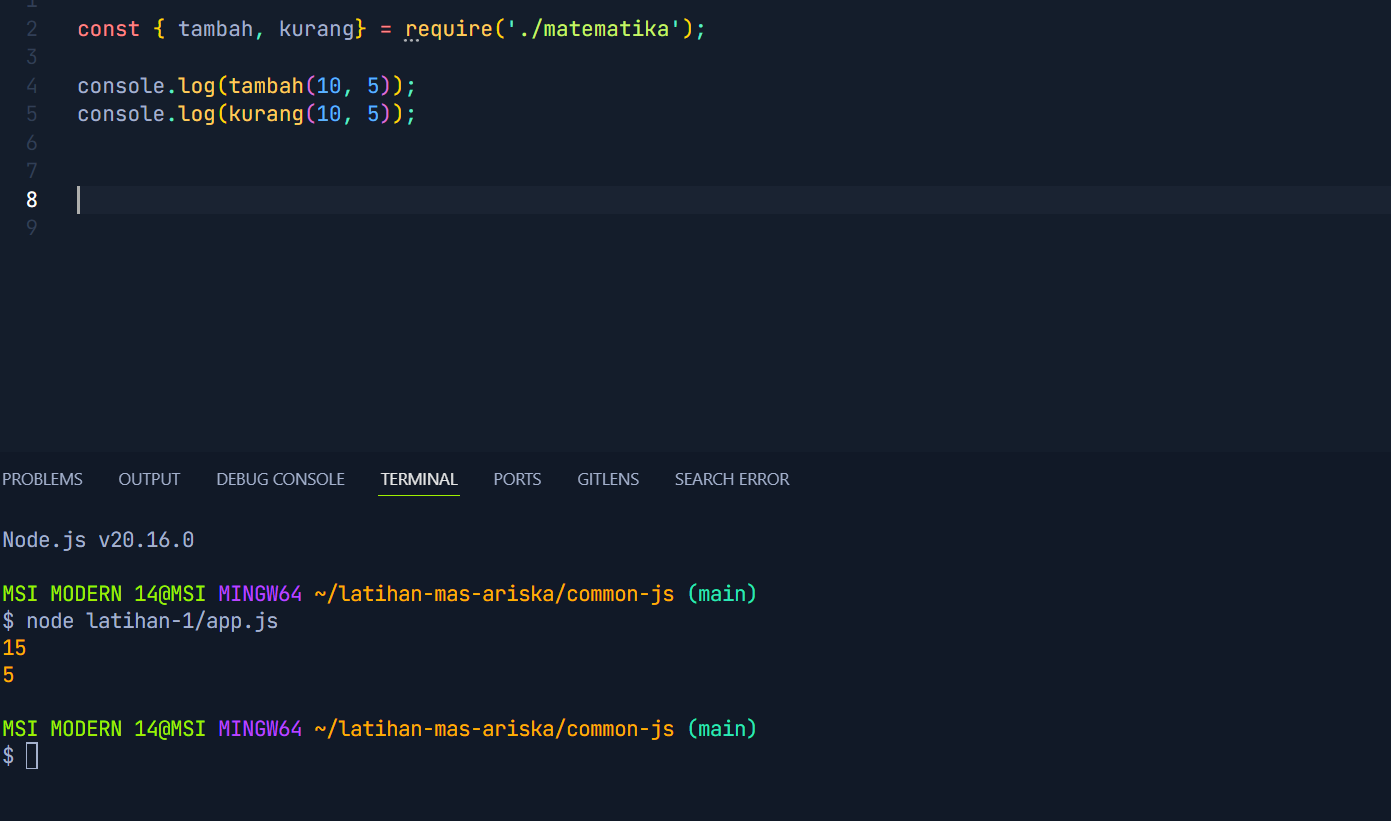 1
2 const { tambah, kurang} = require('./matematika');
3
4 console.log(tambah(10, 5));
5 console.log(kurang(10, 5));
6
7
8
9
PROBLEMS OUTPUT DEBUG CONSOLE TERMINAL PORTS GITLENS SEARCH ERROR
Node.js v20.16.0
MSI MODERN 14@MSI MINGW64 ~/latihan-mas-ariska/common-js (main)
$ node latihan-1/app.js
15
5
MSI MODERN 14@MSI MINGW64 ~/latihan-mas-ariska/common-js (main)
$